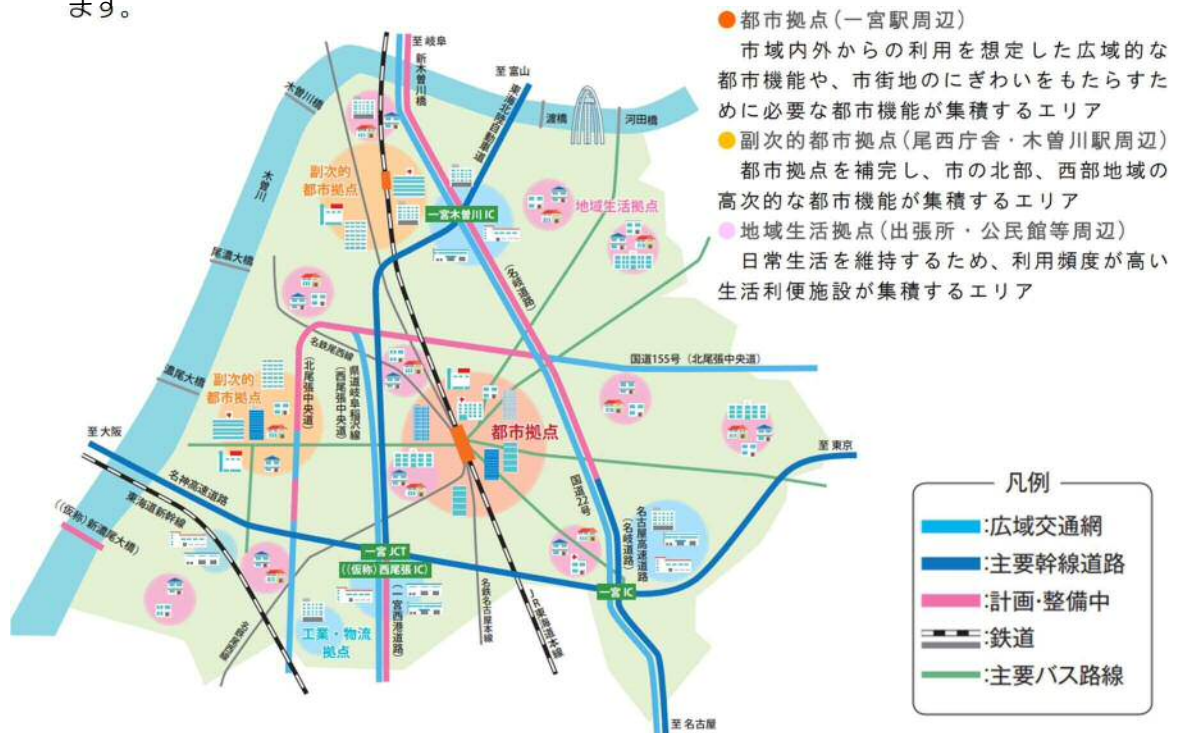 ます。
●都市拠点(一宮駅周辺)
市域内外からの利用を想定した広域的な
都市機能や、市街地のにぎわいをもたらすた
めに必要な都市機能が集積するエリア
●副次的都市拠点(尾西庁舎・木曽川駅周辺)
都市拠点を補完し、市の北部、西部地域の
高次的な都市機能が集積するエリア
●地域生活拠点(出張所・公民館等周辺)
日常生活を維持するため、利用頻度が高い
生活利便施設が集積するエリア
至 岐阜
新木曽川橋
至 富山
東海北陸自動車道
木曽川橋
渡橋
河田橋
木曽川
副次的
都市拠点
一宮木曽川 IC
地域生活拠点
尾濃大橋
(名岐道路)
名鉄尾西線
国道155号(北尾張中央道)
濃尾大橋
副次的
都市拠点
(北尾張中央道)
県道岐阜稲沢線
(西尾張中央道)
都市拠点
至 大阪
至 東京
名神高速道路
東海道新幹線
((仮称)新濃尾大橋)
国道22号
名古屋高速道路
(名岐道路)
一宮 JCT
((仮称)西尾張 IC)
一宮 IC
(一宮西港道路)
名鉄名古屋本線
JR東海道本線
名鉄尾西線
工業・物流
拠点
至 名古屋
凡例
:広域交通網
:主要幹線道路
:計画・整備中
:鉄道
:主要バス路線